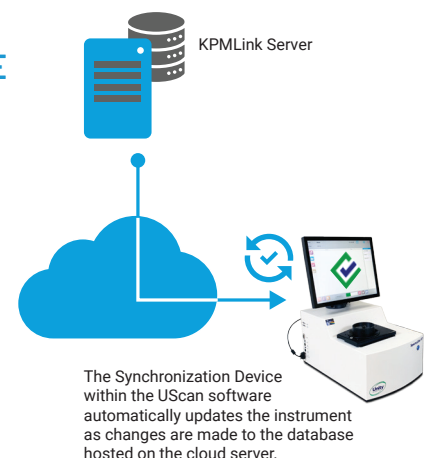 E
KPMLink Server
Unity
The Synchronization Device
within the UScan software
automatically updates the instrument
as changes are made to the database
hosted on the cloud server.